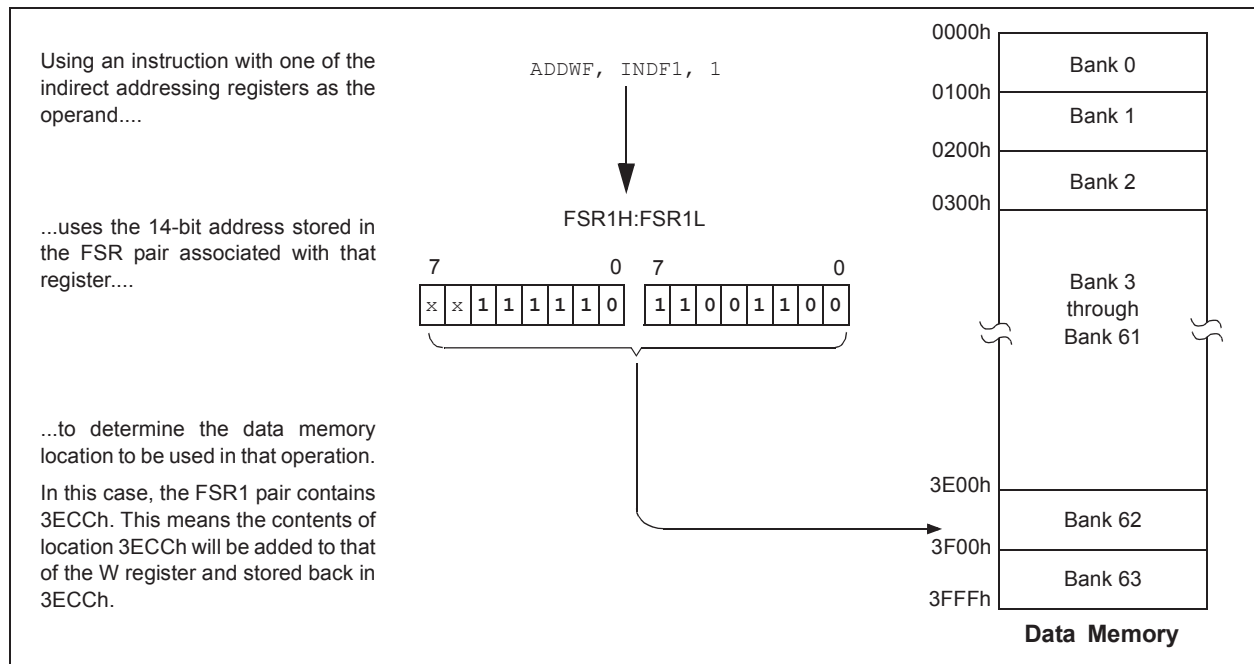 Using an instruction with one of the
indirect addressing registers as the
operand....
ADDWF, INDF1, 1
...uses the 14-bit address stored in
the FSR pair associated with that
register....
FSR1H:FSR1L
7 0 7 0
x x 1 1 1 1 1 0 1 1 0 0 1 1 0 0
...to determine the data memory
location to be used in that operation.
In this case, the FSR1 pair contains
3ECCh. This means the contents of
location 3ECCh will be added to that
of the W register and stored back in
3ECCh.
0000h
Bank 0
0100h
Bank 1
0200h
Bank 2
0300h
Bank 3
through
Bank 61
3E00h
Bank 62
3F00h
Bank 63
3FFFh
Data Memory